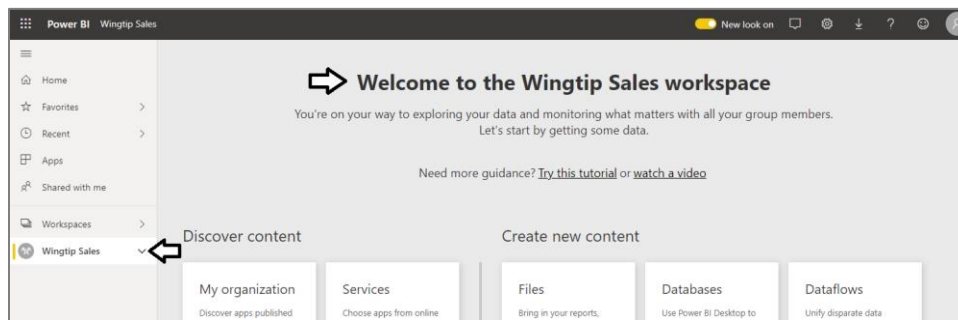 Power BI Wingtip Sales
New look on
Home
Favorites
Recent
Apps
Shared with me
Workspaces
Wingtip Sales
Welcome to the Wingtip Sales workspace
You're on your way to exploring your data and monitoring what matters with all your group members.
Let's start by getting some data.
Need more guidance? Try this tutorial or watch a video
Discover content
Create new content
My organization
Discover apps published
Services
Choose apps from online
Files
Bring in your reports,
Databases
Use Power BI Desktop to
Dataflows
Unify disparate data